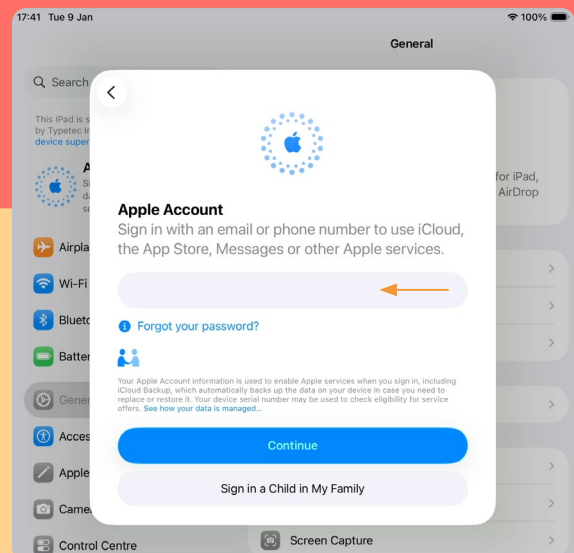 17:41 Tue 9 Jan
100%
General
Search
This iPad is s
by Typetec Ir
device super
A
Si
da
se
for iPad,
AirDrop
Apple Account
Sign in with an email or phone number to use iCloud,
the App Store, Messages or other Apple services.
Forgot your password?
Your Apple Account information is used to enable Apple services when you sign in, including
iCloud Backup, which automatically backs up the data on your device in case you need to
replace or restore it. Your device serial number may be used to check eligibility for service
offers. See how your data is managed...
Continue
Sign in a Child in My Family
Airpla
Wi-Fi
Blueto
Batter
Gener
Acces
Apple
Came
Control Centre
Screen Capture